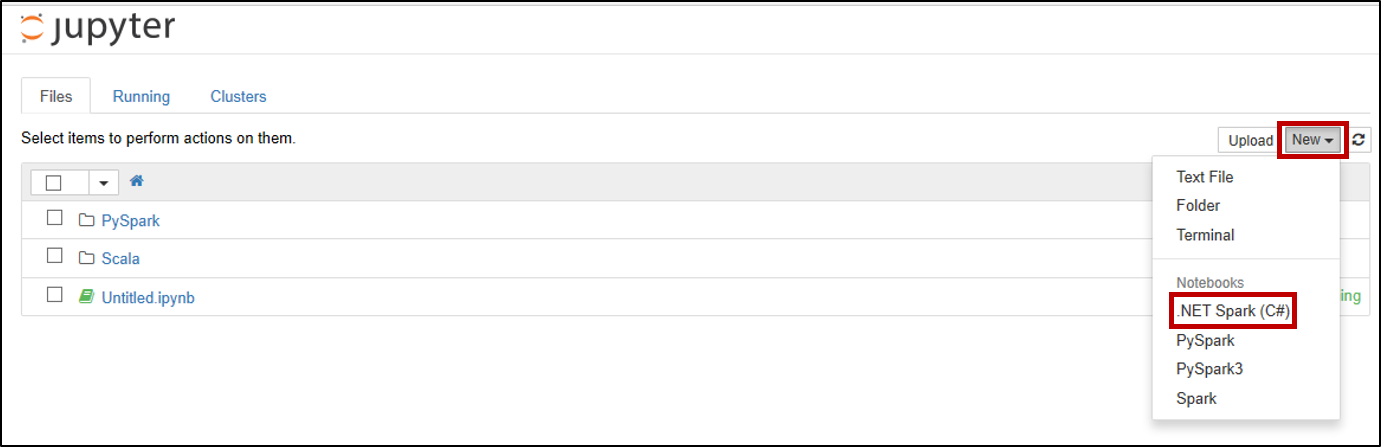 jupyter
Files Running Clusters
Select items to perform actions on them.
Upload New
Text File
Folder
Terminal
Notebooks
.NET Spark (C#)
PySpark
PySpark3
Spark
PySpark
Scala
Untitled.ipynb ing